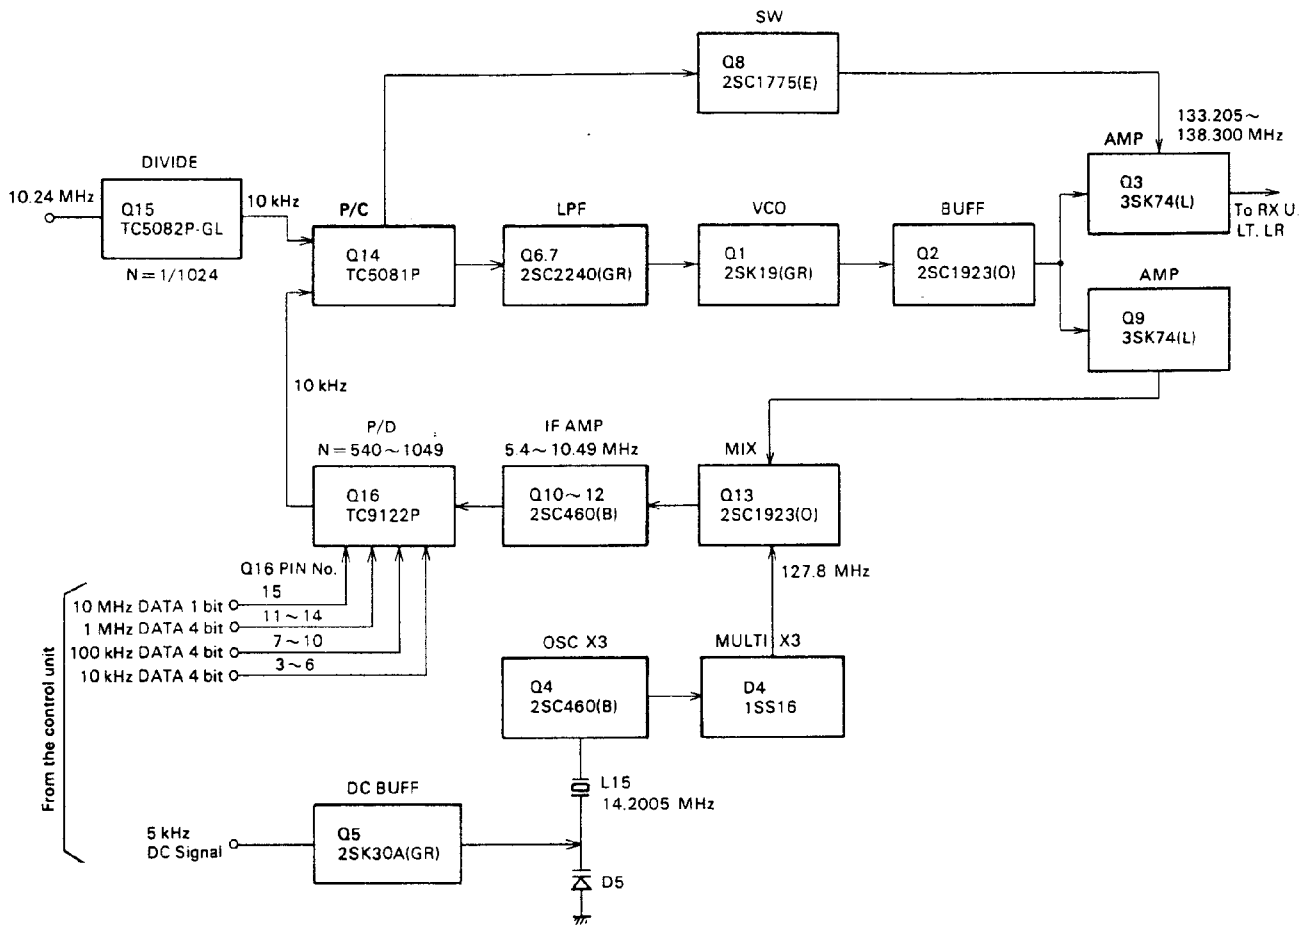 SW
Q8
2SC1775(E)
133.205～
138.300 MHz
AMP
Q3
3SK74(L)
To RX U.
LT. LR
DIVIDE
10.24 MHz
Q15
TC5082P-GL
N=1/1024
10 kHz
P/C
Q14
TC5081P
LPF
Q6.7
2SC2240(GR)
VCO
Q1
2SK19(GR)
BUFF
Q2
2SC1923(O)
AMP
Q9
3SK74(L)
10 kHz
P/D
N=540～1049
Q16
TC9122P
IF AMP
5.4～10.49 MHz
Q10～12
2SC460(B)
MIX
Q13
2SC1923(O)
127.8 MHz
Q16 PIN No.
15
10 MHz DATA 1 bit
11～14
1 MHz DATA 4 bit
7～10
100 kHz DATA 4 bit
3～6
10 kHz DATA 4 bit
From the control unit
OSC X3
Q4
2SC460(B)
MULTI X3
D4
1SS16
L15
14.2005 MHz
DC BUFF
Q5
2SK30A(GR)
5 kHz
DC Signal
D5